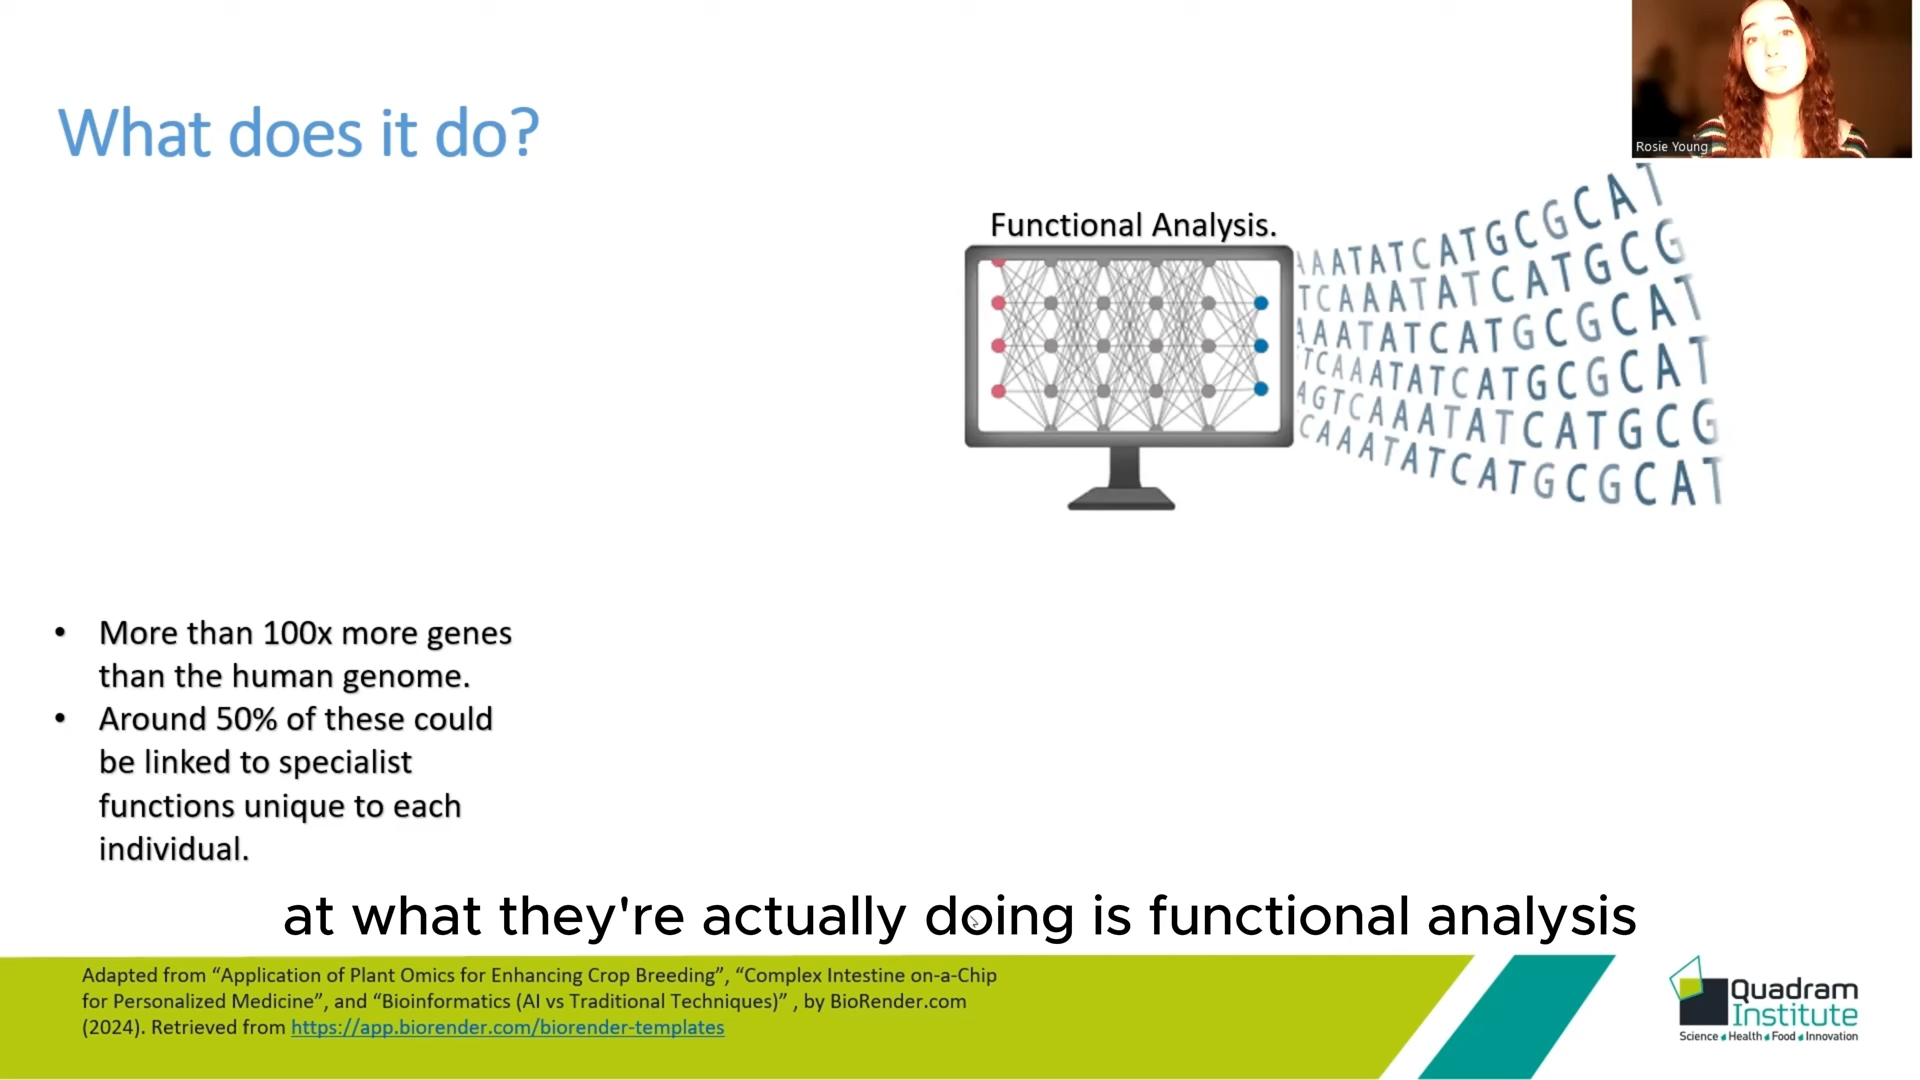 Rosie Young
What does it do?
Functional Analysis.
AAATATCATGCGCAT
TCAAATATCATGCG
AAATATCATGCGCAT
TCAAATATCATGCGCAT
AGTCAAATATCATGCG
CAAATATCATGCGCAT
• More than 100x more genes
than the human genome.
• Around 50% of these could
be linked to specialist
functions unique to each
individual.
at what they're actually doing is functional analysis
Adapted from “Application of Plant Omics for Enhancing Crop Breeding”, “Complex Intestine on-a-Chip
for Personalized Medicine”, and “Bioinformatics (AI vs Traditional Techniques)” , by BioRender.com
(2024). Retrieved from https://app.biorender.com/biorender-templates
Quadram
Institute
Science Health Food Innovation